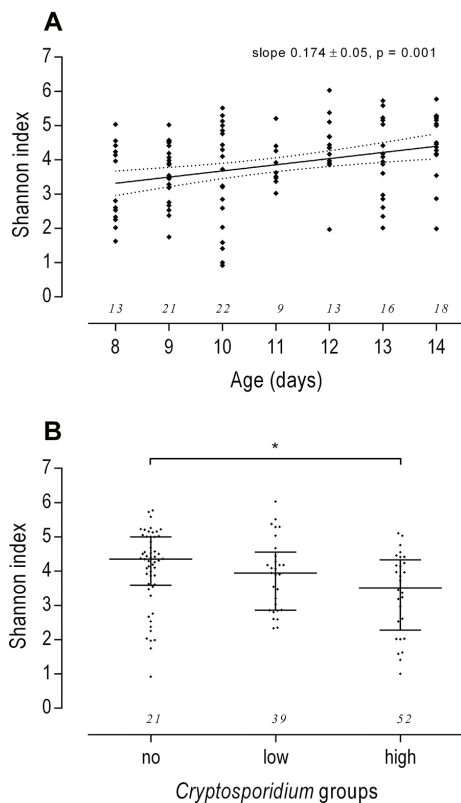 A
slope 0.174 ± 0.05, p = 0.001
Shannon index
7
6
5
4
3
2
1
0
13 21 22 9 13 16 18
8 9 10 11 12 13 14
Age (days)
B
*
Shannon index
7
6
5
4
3
2
1
0
21 39 52
no low high
Cryptosporidium groups